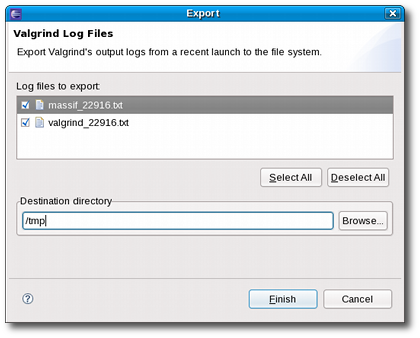 Export
Valgrind Log Files
Export Valgrind's output logs from a recent launch to the file system.
Log files to export:
massif_22916.txt
valgrind_22916.txt
Select All Deselect All
Destination directory
/tmp Browse...
? Finish Cancel